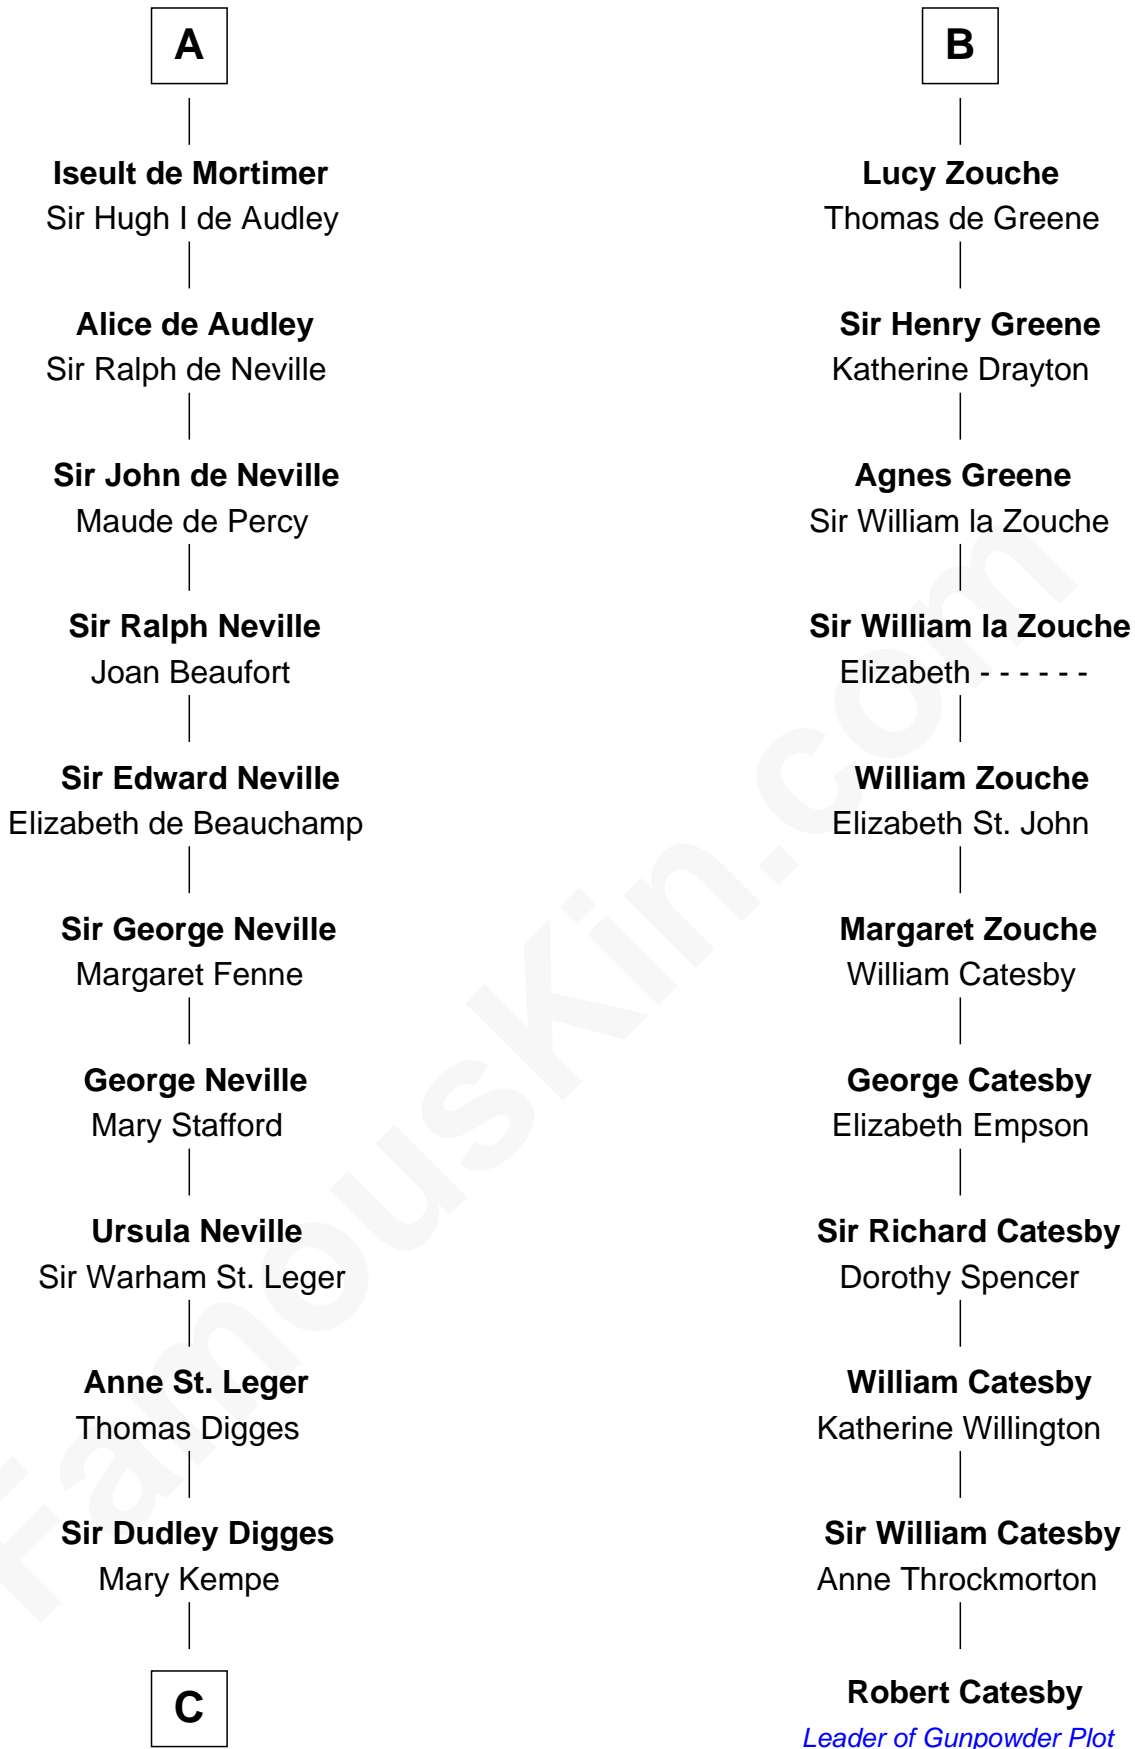 A
Iseult de Mortimer
Sir Hugh I de Audley
Alice de Audley
Sir Ralph de Neville
Sir John de Neville
Maude de Percy
Sir Ralph Neville
Joan Beaufort
Sir Edward Neville
Elizabeth de Beauchamp
Sir George Neville
Margaret Fenne
George Neville
Mary Stafford
Ursula Neville
Sir Warham St. Leger
Anne St. Leger
Thomas Digges
Sir Dudley Digges
Mary Kempe
C
B
Lucy Zouche
Thomas de Greene
Sir Henry Greene
Katherine Drayton
Agnes Greene
Sir William la Zouche
Sir William la Zouche
Elizabeth - - - - - -
William Zouche
Elizabeth St. John
Margaret Zouche
William Catesby
George Catesby
Elizabeth Empson
Sir Richard Catesby
Dorothy Spencer
William Catesby
Katherine Willington
Sir William Catesby
Anne Throckmorton
Robert Catesby
Leader of Gunpowder Plot
FamousKin.com